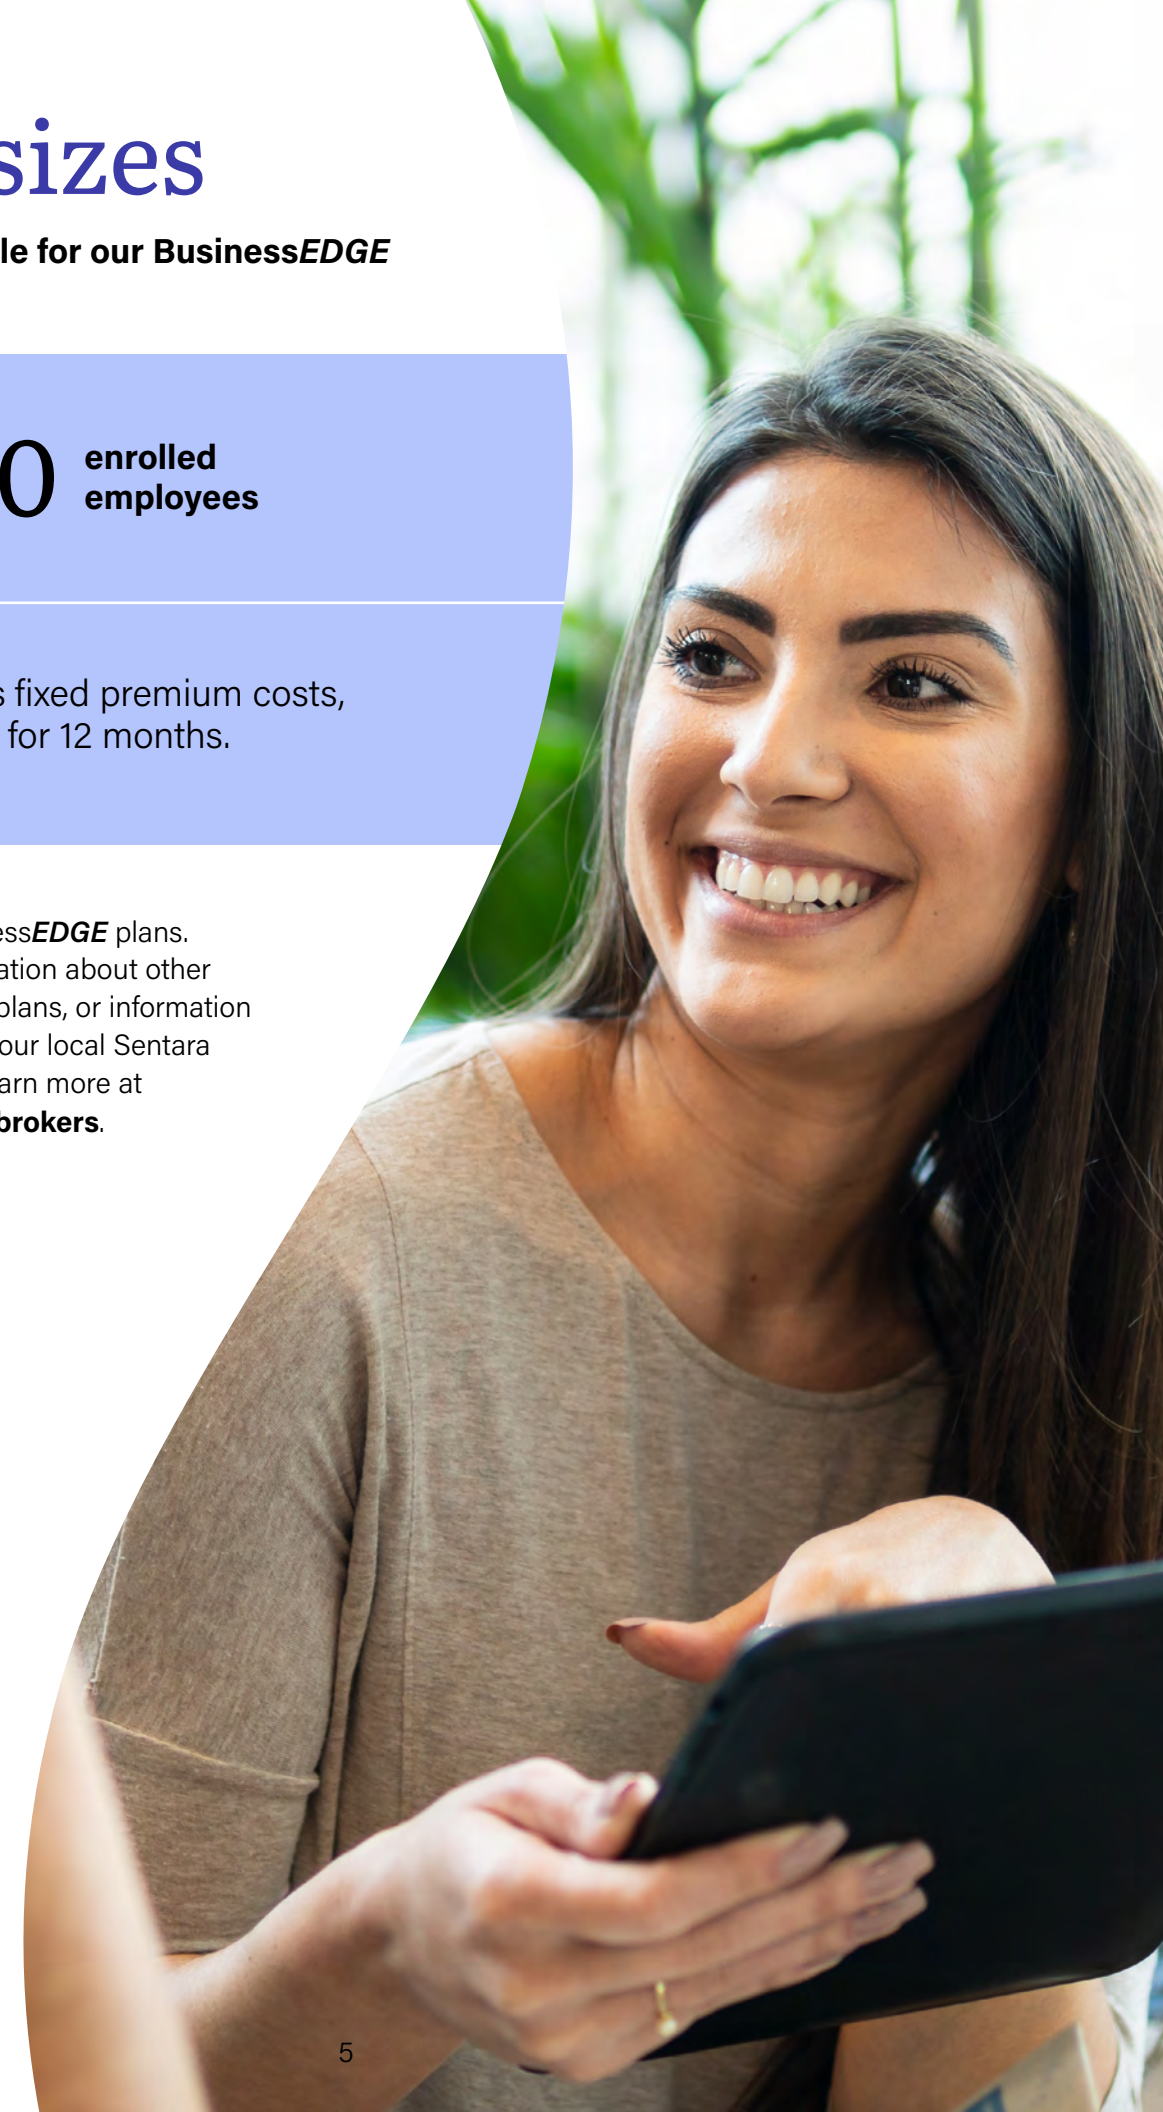 sizes
le for our BusinessEDGE
0 enrolled
employees
s fixed premium costs,
for 12 months.
essEDGE plans.
ation about other
plans, or information
our local Sentara
arn more at
brokers.
5